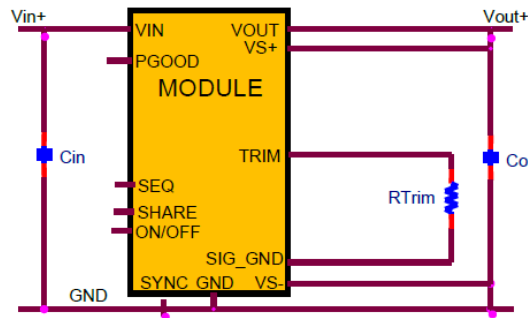 Vin+
Vout+
VIN
VOUT
VS+
PGOOD
MODULE
Cin
TRIM
Co
SEQ
RTrim
SHARE
ON/OFF
SIG_GND
SYNC GND
VS-
GND